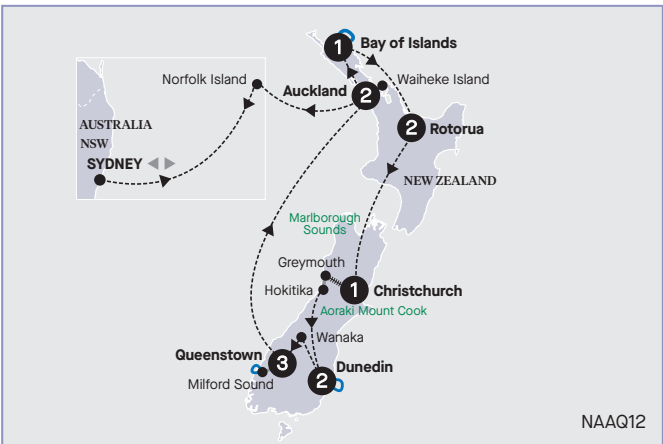 1
Bay of Islands
Norfolk Island
Waiheke Island
Auckland
2
2
Rotorua
AUSTRALIA
NSW
SYDNEY
NEW ZEALAND
Marlborough
Sounds
Greymouth
Hokitika
1
Christchurch
Aoraki Mount Cook
Wanaka
Queenstown
3
Dunedin
2
Milford Sound
NAAQ12